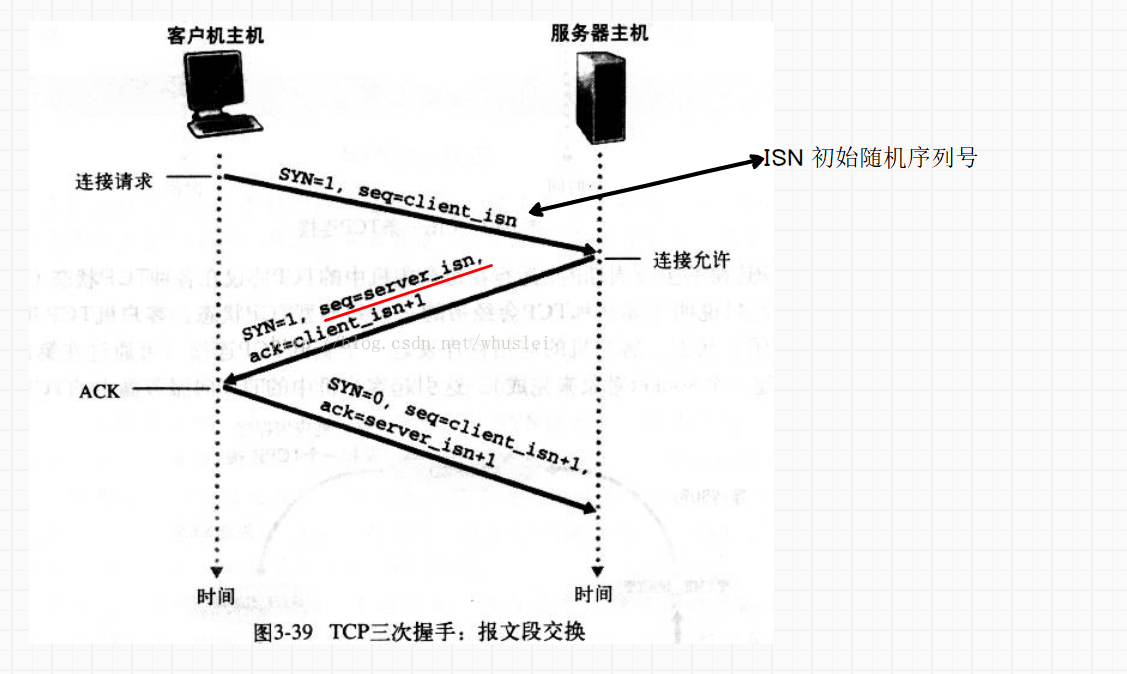 客户机主机
服务器主机
ISN 初始随机序列号
连接请求
SYN=1, seq=client_isn
连接允许
SYN=1, seq=server_isn,
ack=client_isn+1
blog.csdn.net/whuslei
ACK
SYN=0, seq=client_isn+1,
ack=server_isn+1
时间
时间
图3-39 TCP三次握手：报文段交换